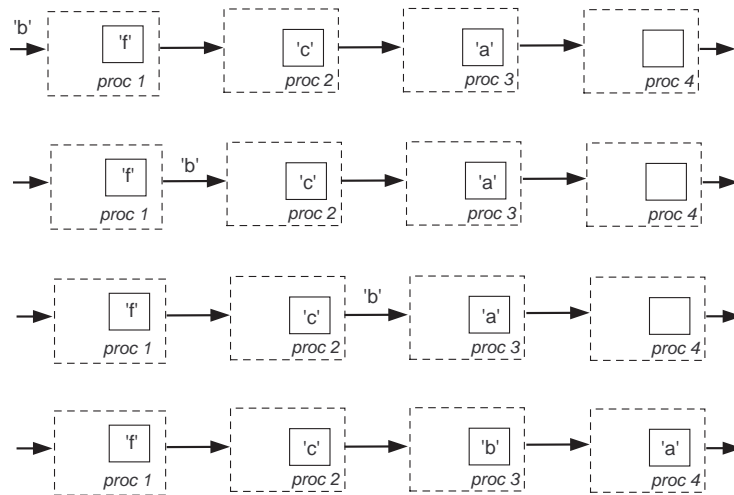 'b'
'f' 'c' 'a'
proc 1 proc 2 proc 3 proc 4
'f' 'b' 'c' 'a'
proc 1 proc 2 proc 3 proc 4
'f' 'c' 'b' 'a'
proc 1 proc 2 proc 3 proc 4
'f' 'c' 'b' 'a'
proc 1 proc 2 proc 3 proc 4